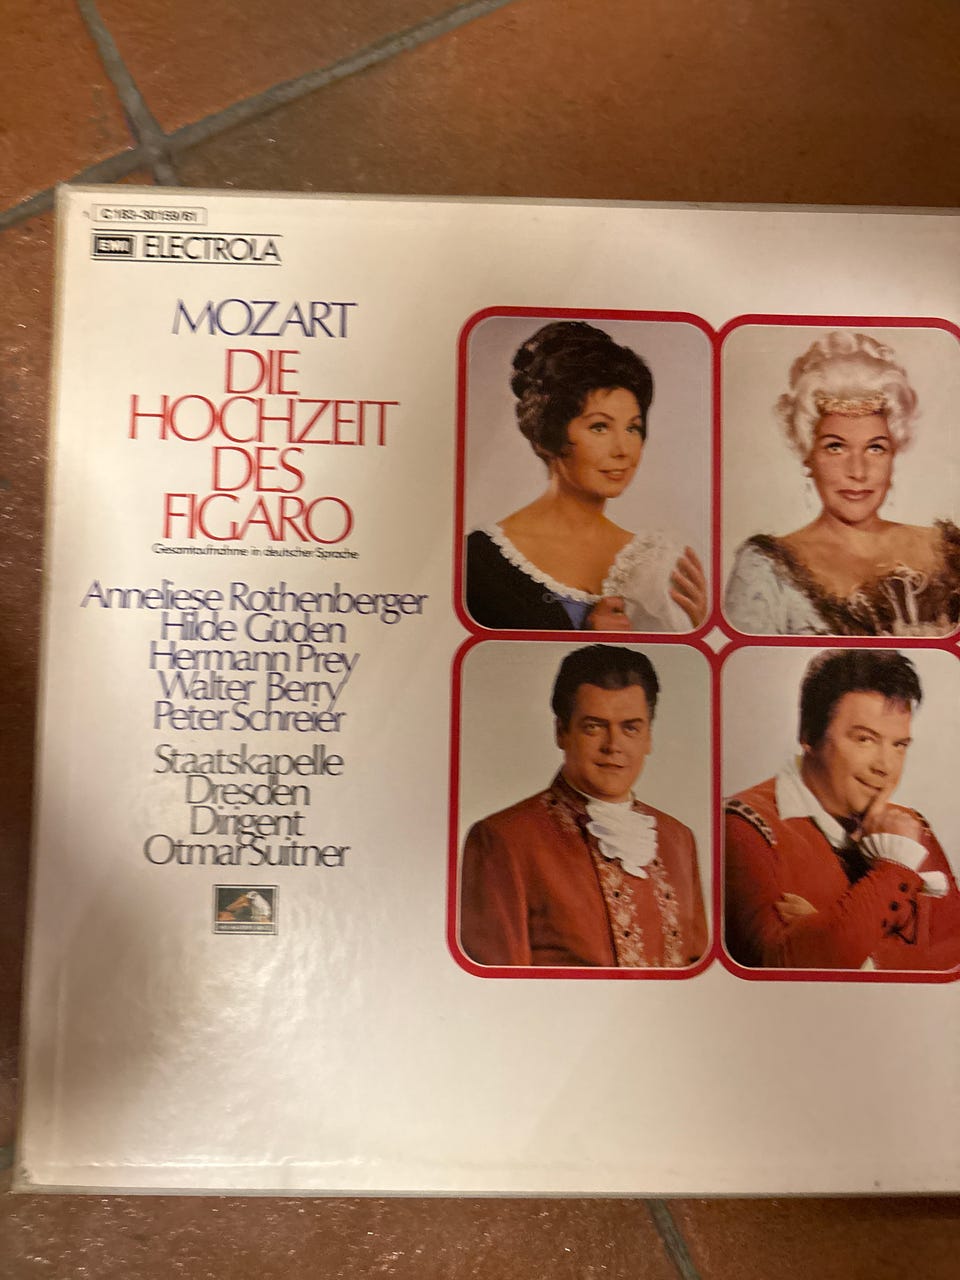 C 183-30159/61
EMI ELECTROLA
MOZART
DIE
HOCHZEIT
DES
FIGARO
Gesamtaufnahme in deutscher Sprache
Anneliese Rothenberger
Hilde Güden
Hermann Prey
Walter Berry
Peter Schreier
Staatskapelle
Dresden
Dirigent
Otmar Suitner